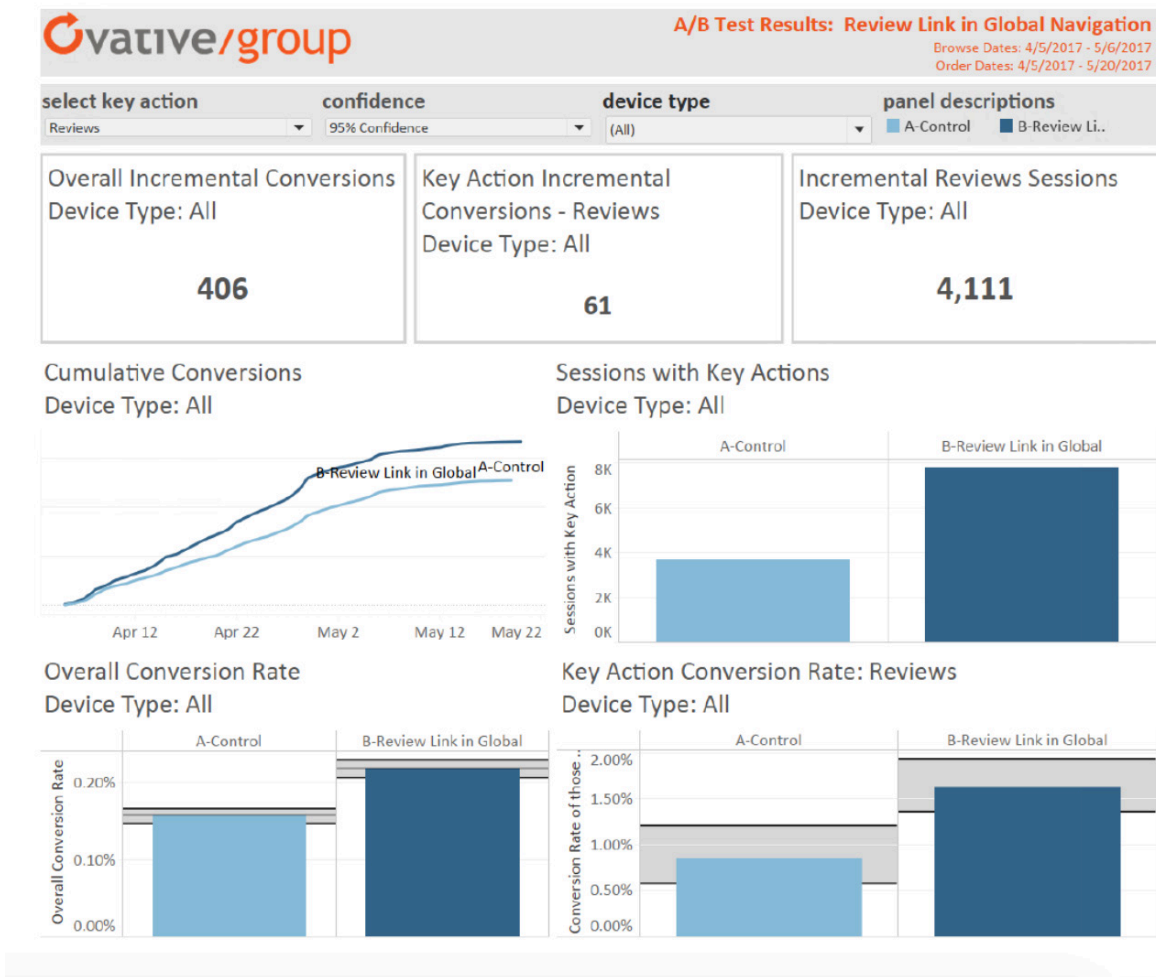 Ovative/group
A/B Test Results: Review Link in Global Navigation
Browse Dates: 4/5/2017 - 5/6/2017
Order Dates: 4/5/2017 - 5/20/2017
select key action
confidence
device type
panel descriptions
Reviews
95% Confidence
(All)
A-Control
B-Review Li..
Overall Incremental Conversions
Device Type: All
406
Key Action Incremental
Conversions - Reviews
Device Type: All
61
Incremental Reviews Sessions
Device Type: All
4,111
Cumulative Conversions
Device Type: All
B-Review Link in Global
A-Control
Apr 12
Apr 22
May 2
May 12
May 22
Sessions with Key Actions
Device Type: All
A-Control
B-Review Link in Global
Sessions with Key Action
8K
6K
4K
2K
0K
Overall Conversion Rate
Device Type: All
A-Control
B-Review Link in Global
Overall Conversion Rate
0.20%
0.10%
0.00%
Key Action Conversion Rate: Reviews
Device Type: All
A-Control
B-Review Link in Global
Conversion Rate of those ..
2.00%
1.50%
1.00%
0.50%
0.00%